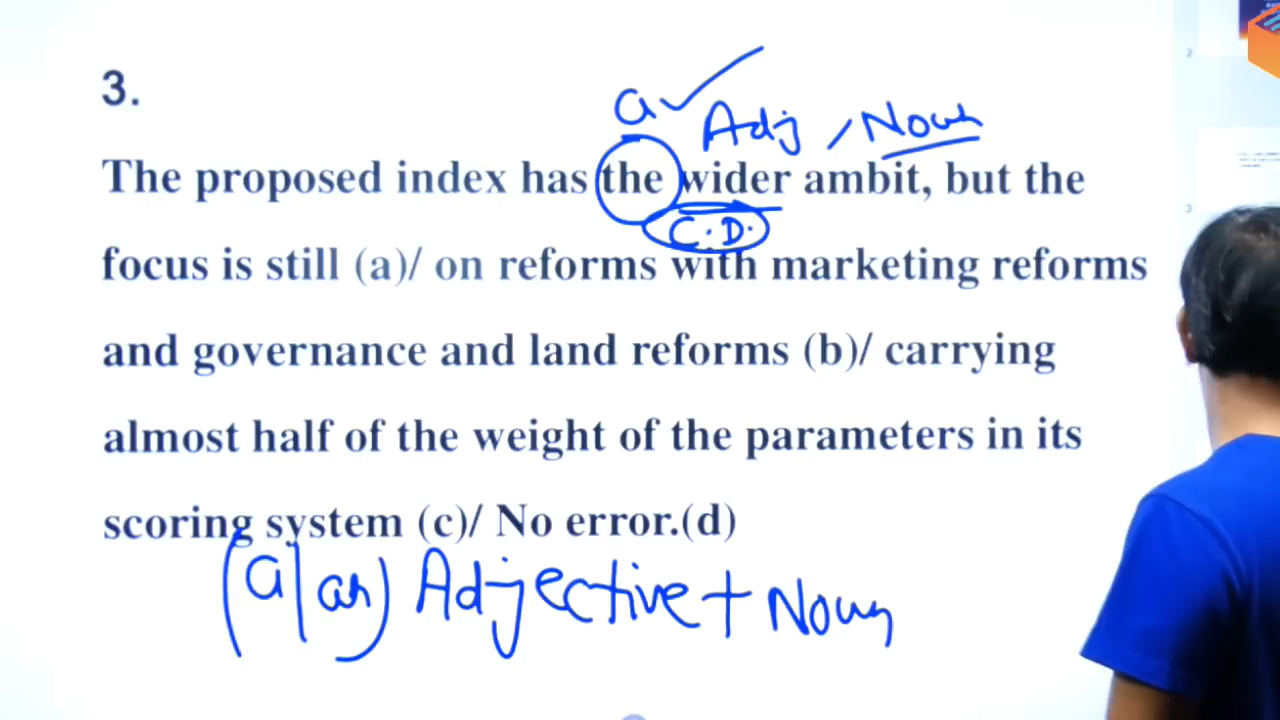 3.
a Adj / Noun
The proposed index has the wider ambit, but the
C.D.
focus is still (a)/ on reforms with marketing reforms
and governance and land reforms (b)/ carrying
almost half of the weight of the parameters in its
scoring system (c)/ No error.(d)
(a|an) Adjective + Noun
2
3